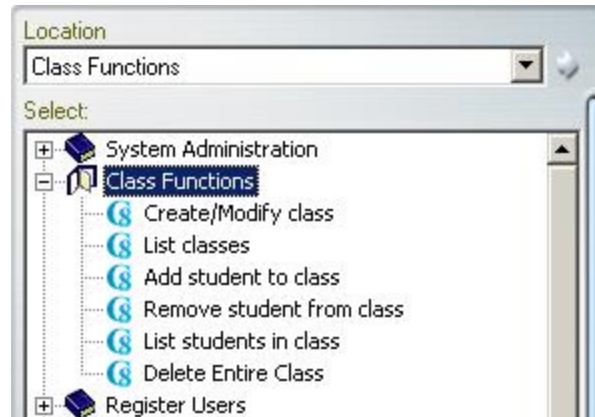 Location
Class Functions
Select:
System Administration
Class Functions
Create/Modify class
List classes
Add student to class
Remove student from class
List students in class
Delete Entire Class
Register Users